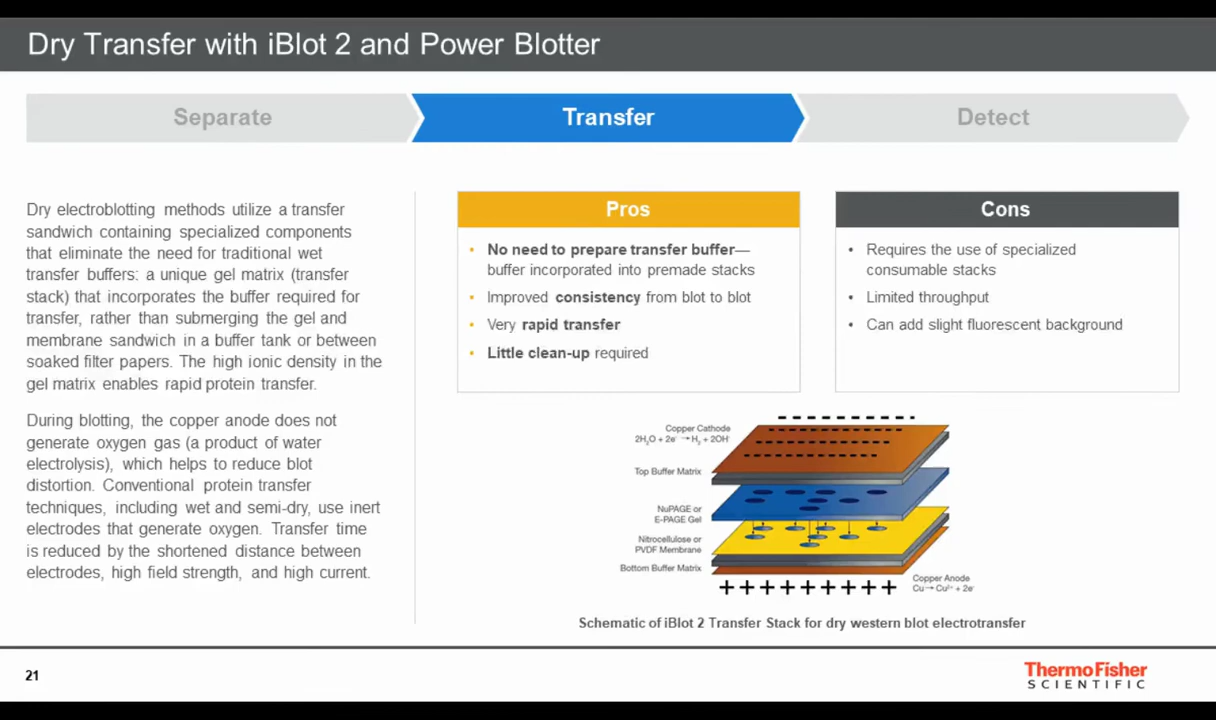 Dry Transfer with iBlot 2 and Power Blotter
Separate
Transfer
Detect
Dry electroblotting methods utilize a transfer
sandwich containing specialized components
that eliminate the need for traditional wet
transfer buffers: a unique gel matrix (transfer
stack) that incorporates the buffer required for
transfer, rather than submerging the gel and
membrane sandwich in a buffer tank or between
soaked filter papers. The high ionic density in the
gel matrix enables rapid protein transfer.
During blotting, the copper anode does not
generate oxygen gas (a product of water
electrolysis), which helps to reduce blot
distortion. Conventional protein transfer
techniques, including wet and semi-dry, use inert
electrodes that generate oxygen. Transfer time
is reduced by the shortened distance between
electrodes, high field strength, and high current.
Pros
• No need to prepare transfer buffer—
buffer incorporated into premade stacks
• Improved consistency from blot to blot
• Very rapid transfer
• Little clean-up required
Cons
• Requires the use of specialized
consumable stacks
• Limited throughput
• Can add slight fluorescent background
Copper Cathode
2H₂O + 2e⁻ → H₂ + 2OH⁻
Top Buffer Matrix
NuPAGE or
E-PAGE Gel
Nitrocellulose or
PVDF Membrane
Bottom Buffer Matrix
Copper Anode
Cu → Cu²⁺ + 2e⁻
Schematic of iBlot 2 Transfer Stack for dry western blot electrotransfer
21
ThermoFisher
SCIENTIFIC